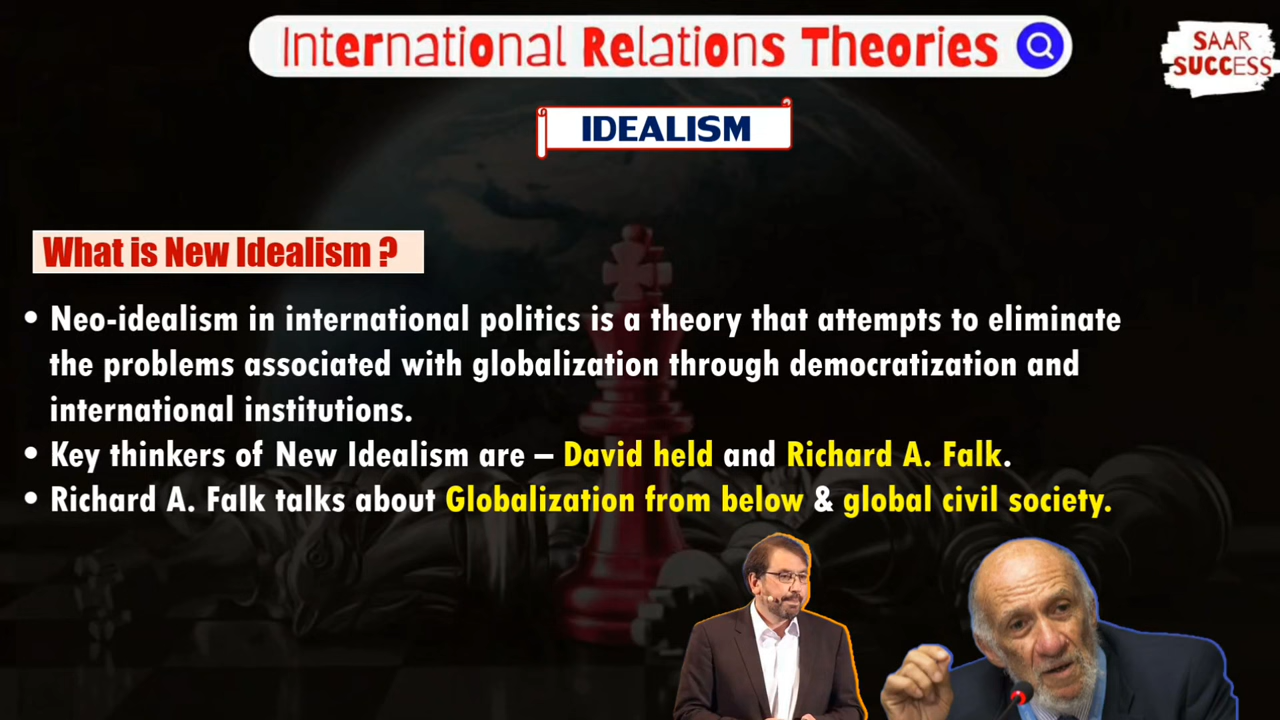 International Relations Theories
SAAR
SUCCESS
IDEALISM
What is New Idealism ?
• Neo-idealism in international politics is a theory that attempts to eliminate
the problems associated with globalization through democratization and
international institutions.
• Key thinkers of New Idealism are – David held and Richard A. Falk.
• Richard A. Falk talks about Globalization from below & global civil society.